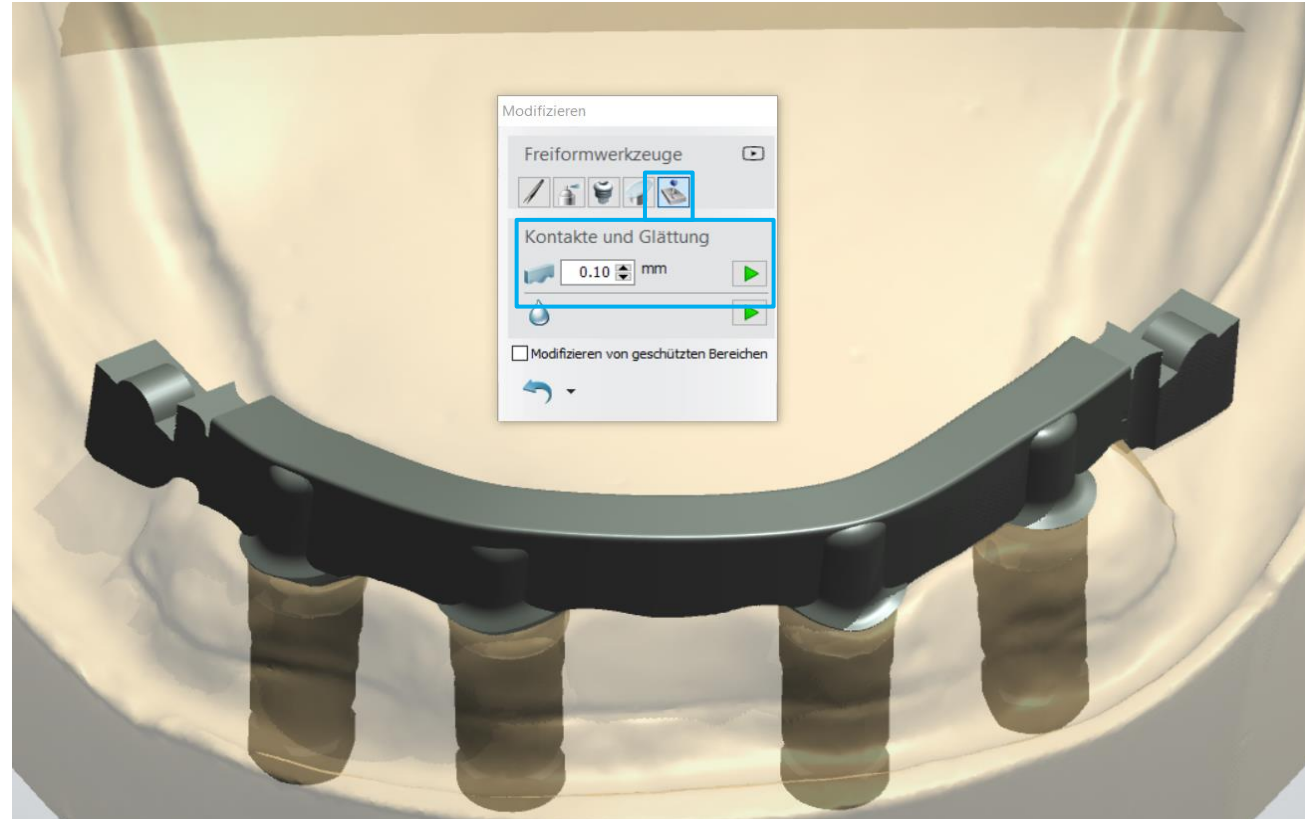 Modifizieren
Freiformwerkzeuge
Kontakte und Glättung
0.10 mm
Modifizieren von geschützten Bereichen